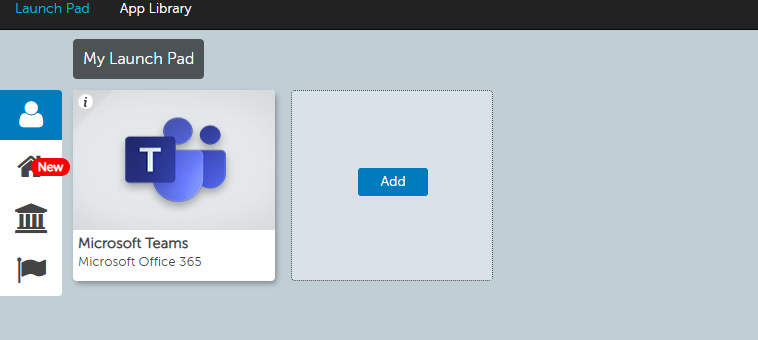 Launch Pad App Library
My Launch Pad
i
T
New
Add
Microsoft Teams
Microsoft Office 365